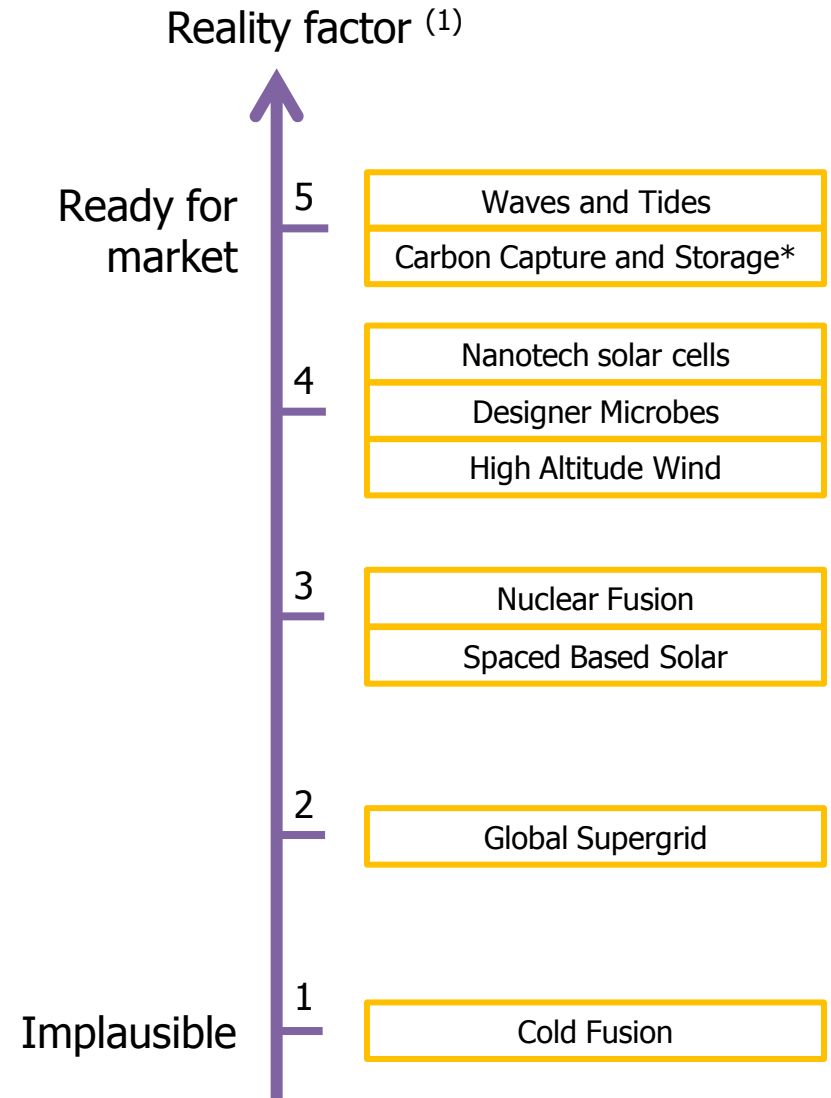 Reality factor (1)
Ready for
market
5
Waves and Tides
Carbon Capture and Storage*
4
Nanotech solar cells
Designer Microbes
High Altitude Wind
3
Nuclear Fusion
Spaced Based Solar
2
Global Supergrid
Implausible
1
Cold Fusion